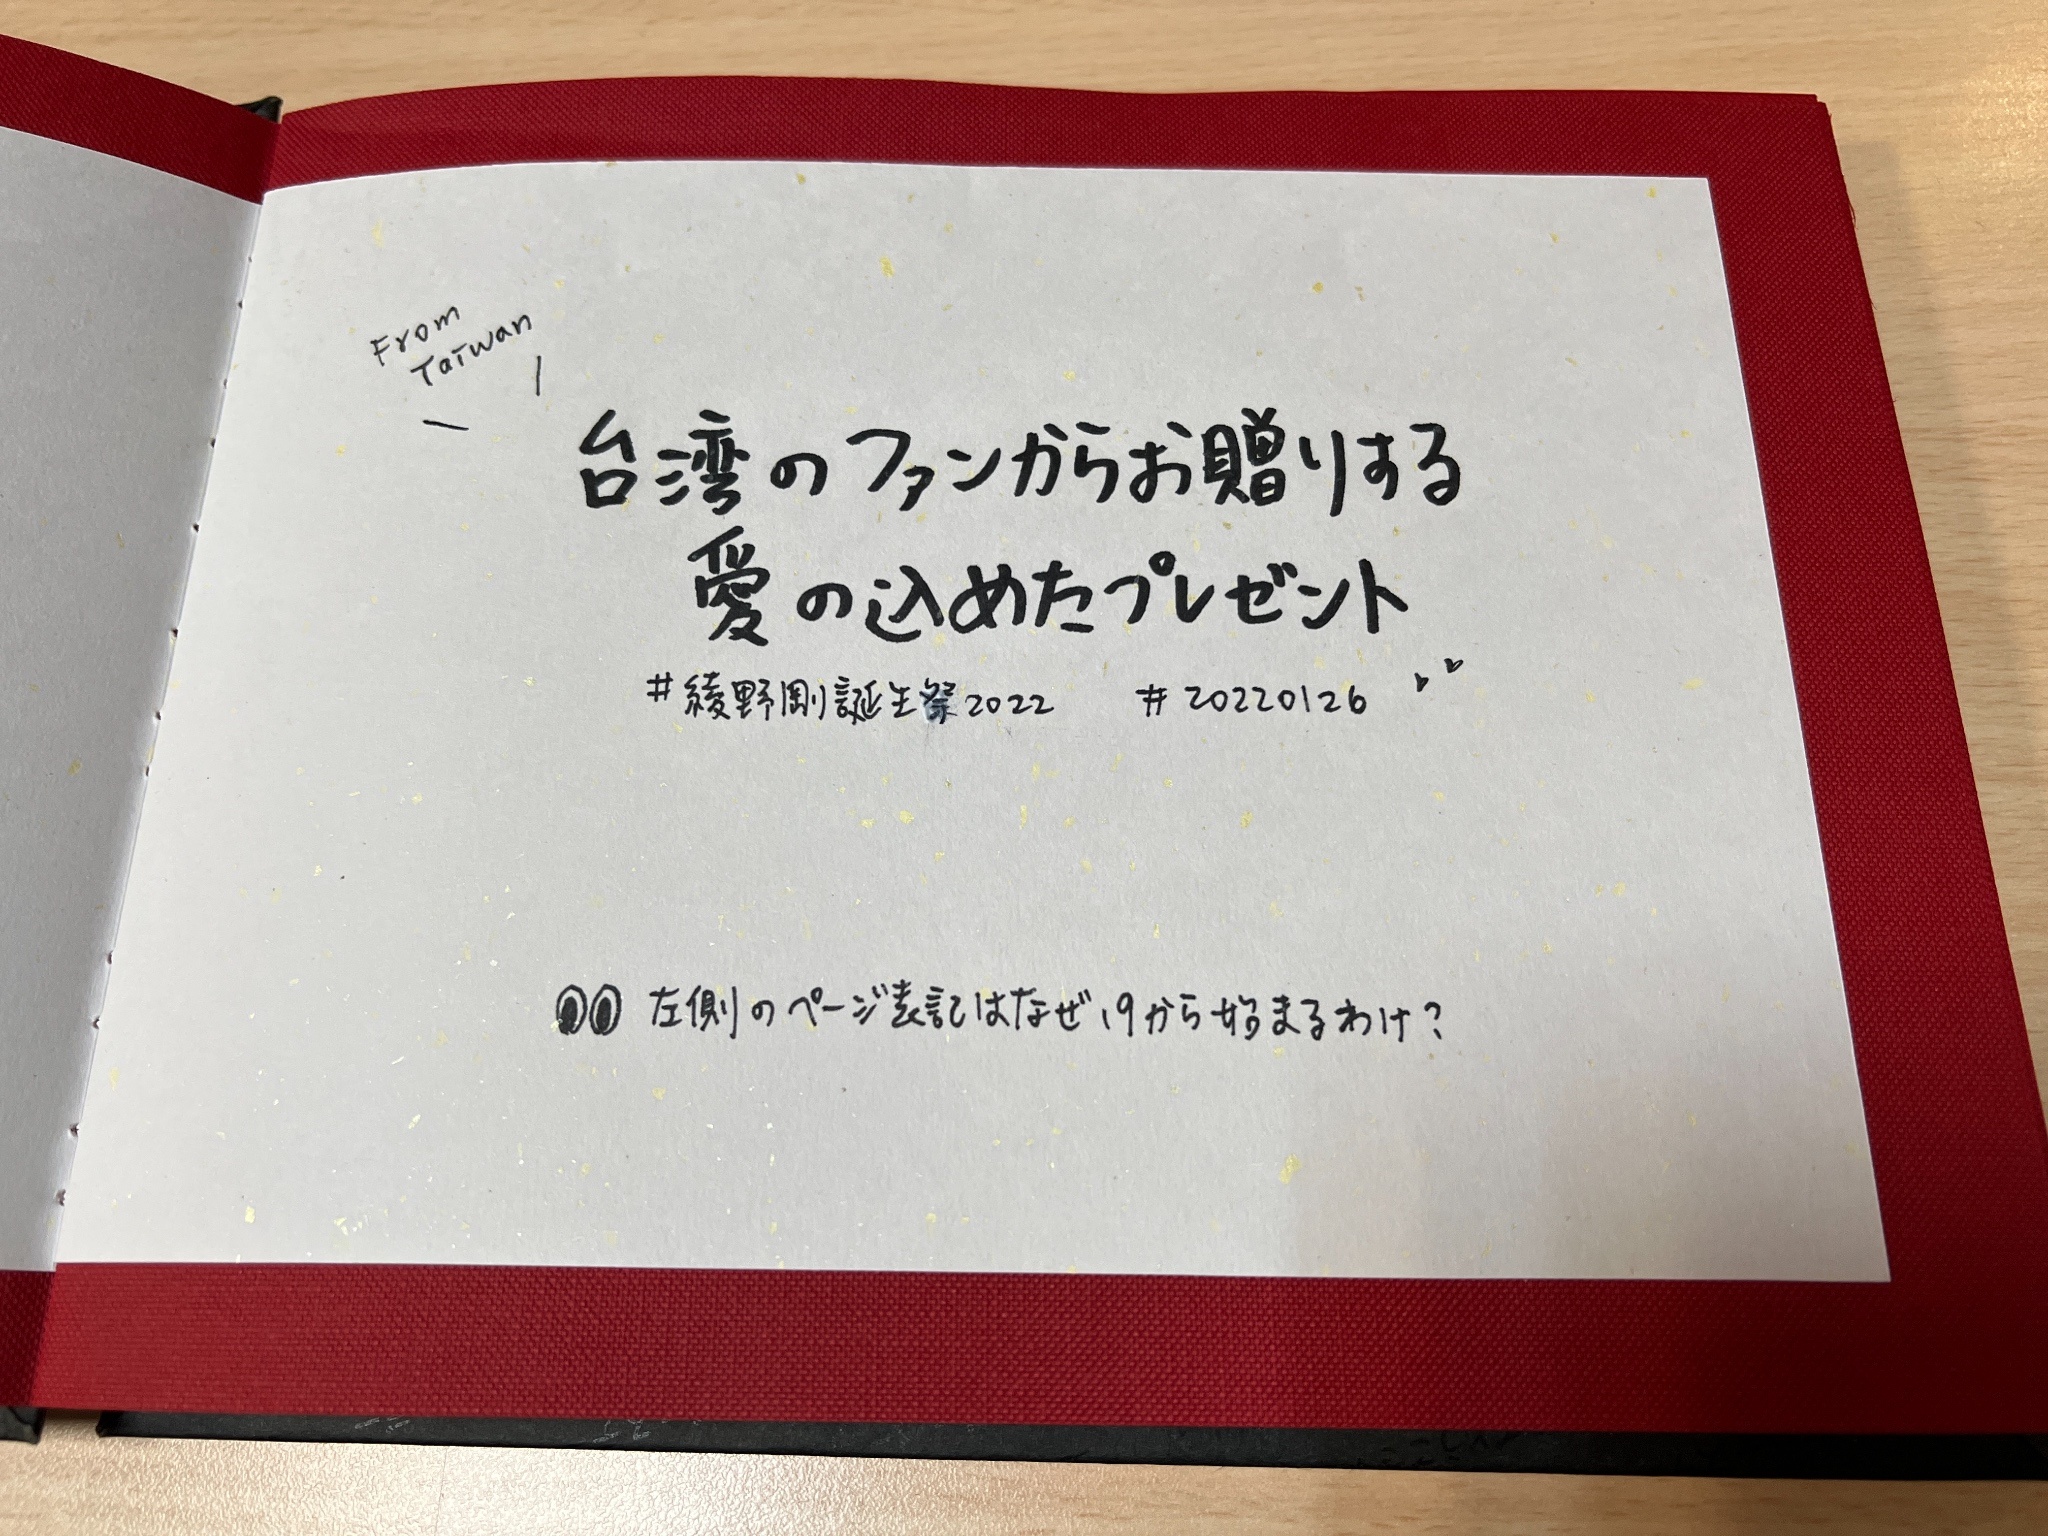 From
Taiwan
台湾のファンからお贈りする
愛の込めたプレゼント
#綾野剛誕生祭2022 #20220126
左側のページ表記はなぜ、9から始まるわけ?